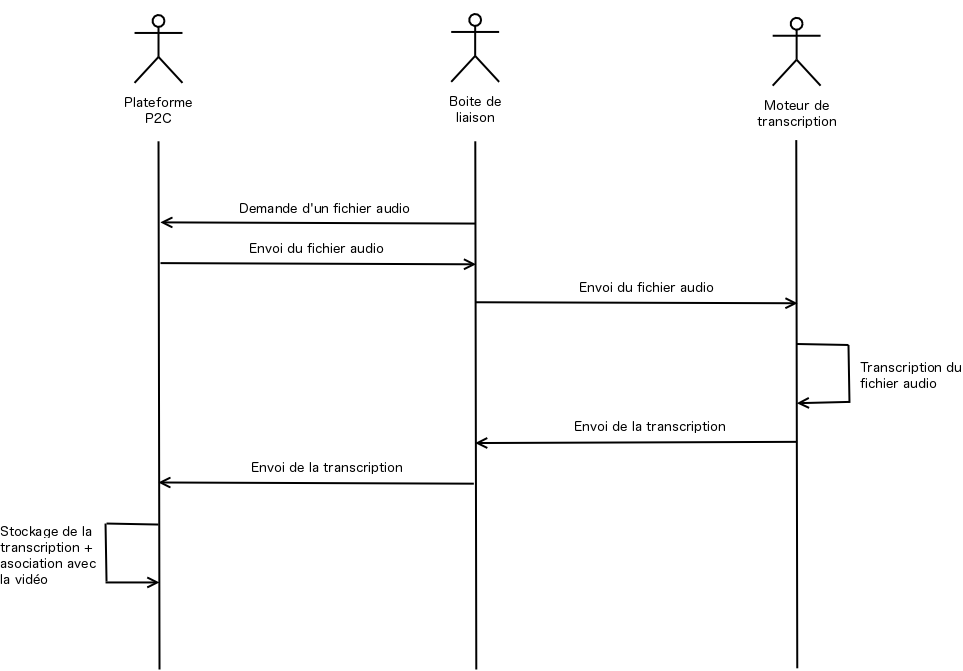 Plateforme
P2C
Boite de
liaison
Moteur de
transcription
Demande d'un fichier audio
Envoi du fichier audio
Envoi du fichier audio
Transcription du
fichier audio
Envoi de la transcription
Envoi de la transcription
Stockage de la
transcription +
asociation avec
la vidéo